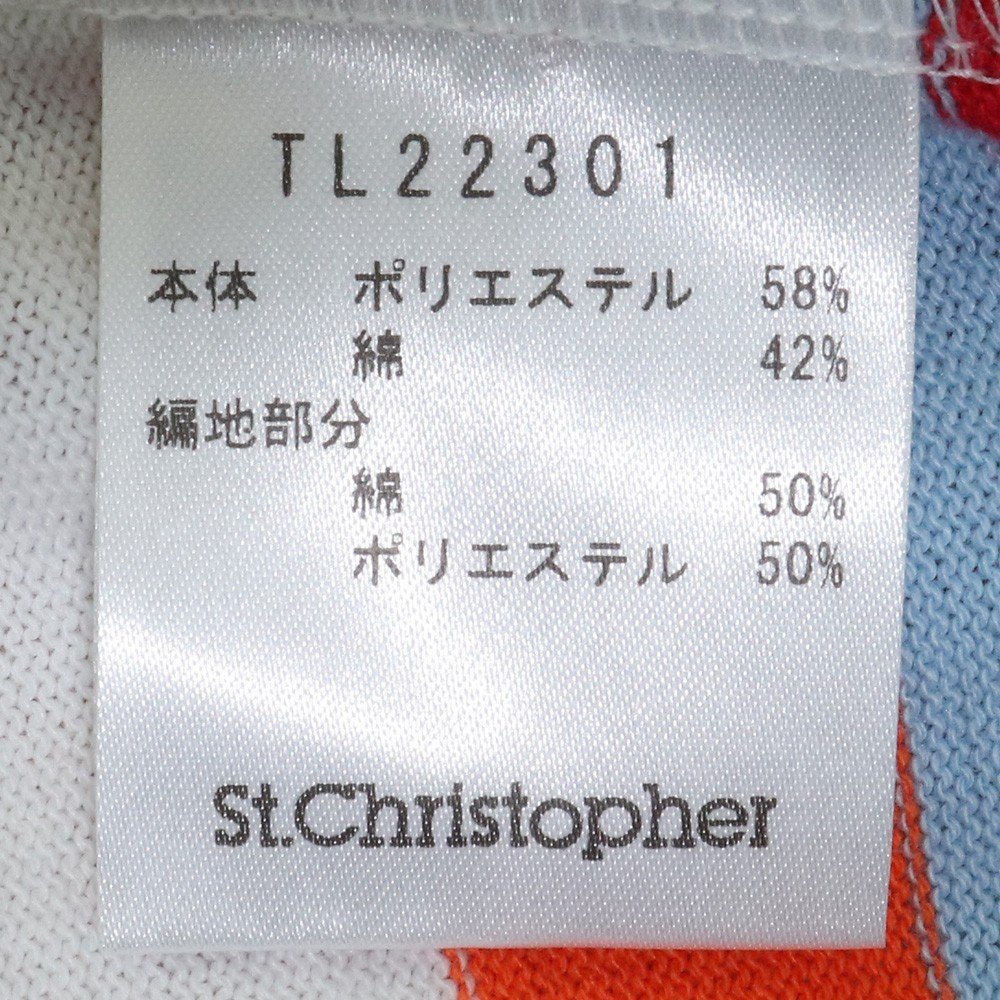 TL22301
本体 ポリエステル 58%
綿 42%
編地部分
綿 50%
ポリエステル 50%
St.Christopher